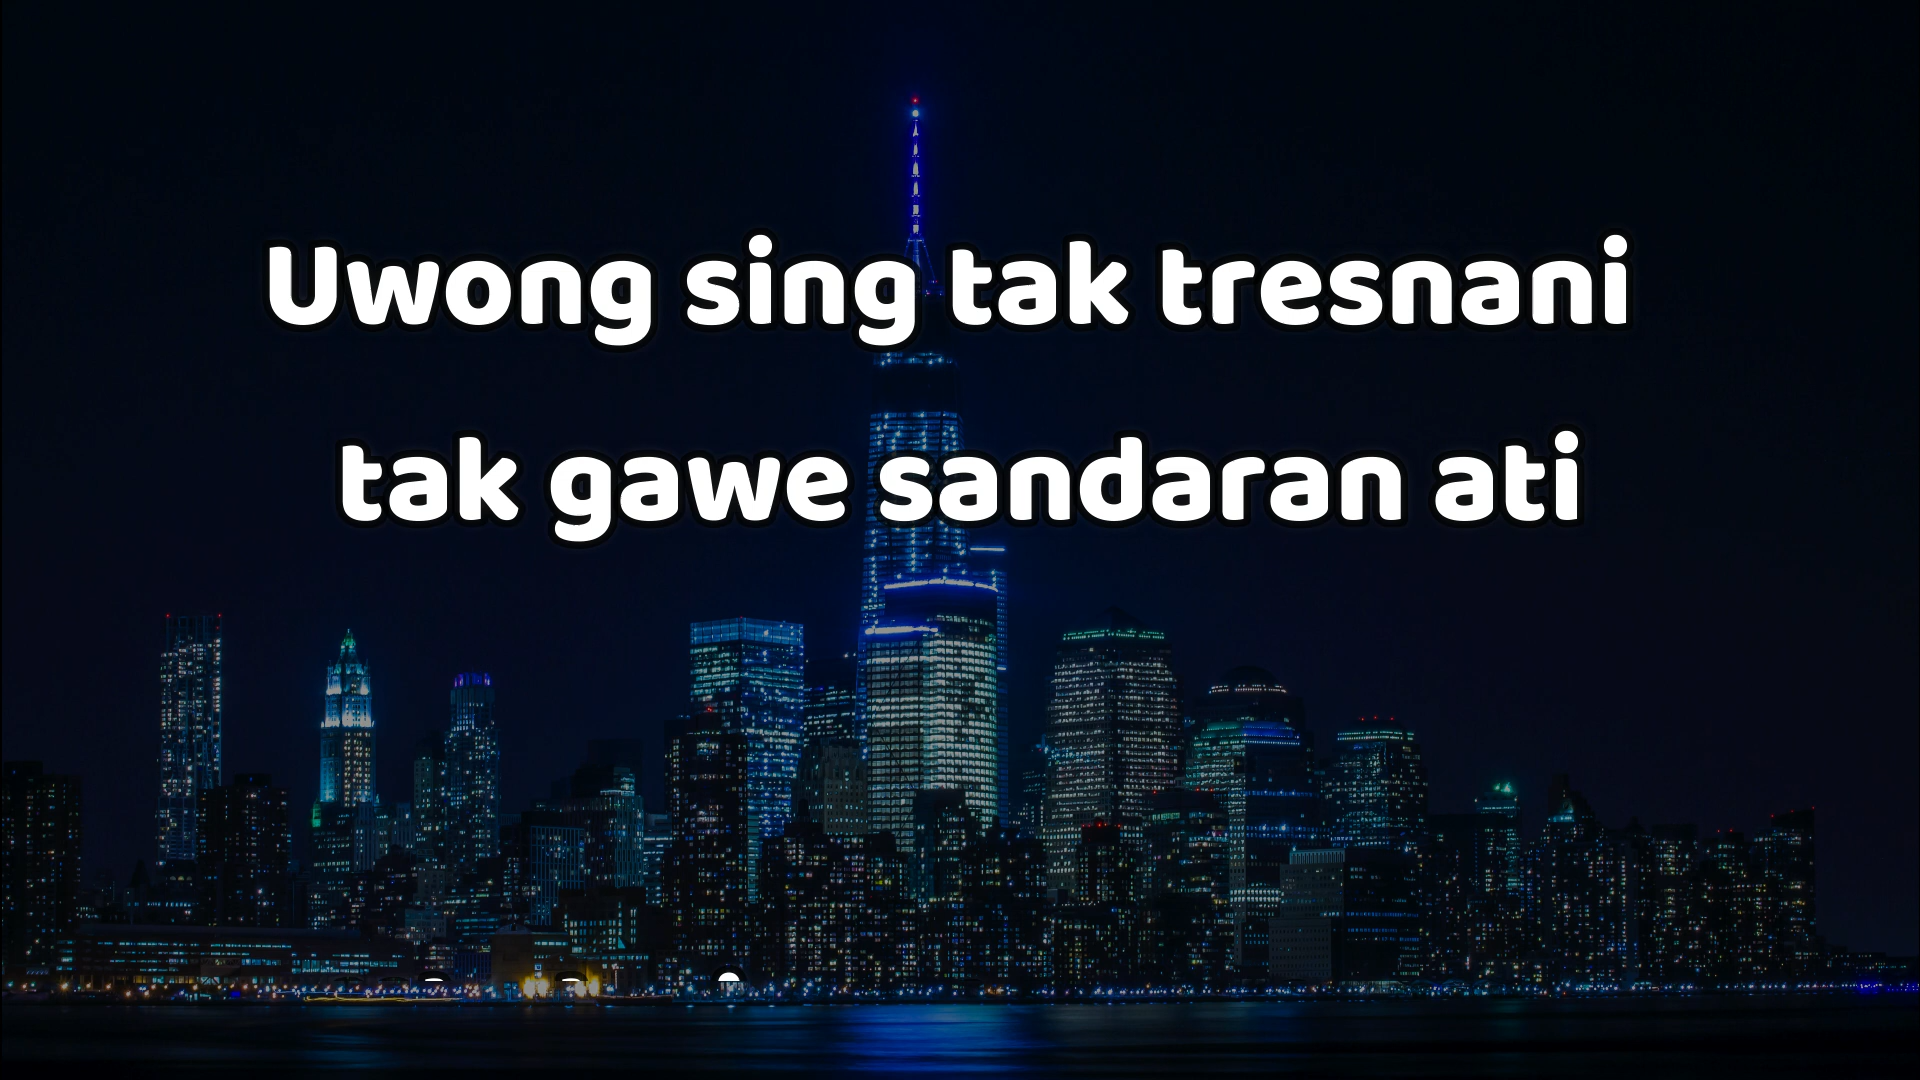 Uwong sing tak tresnani
tak gawe sandaran ati